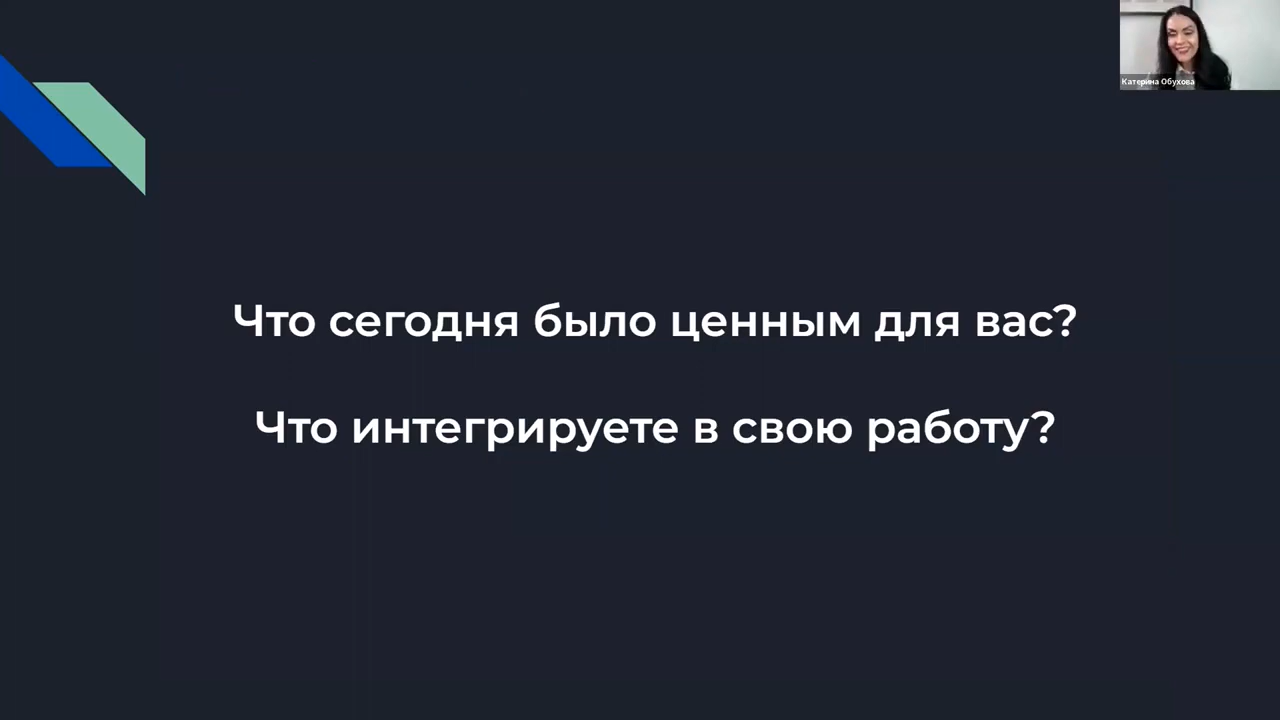 Катерина Обухова
Что сегодня было ценным для вас?
Что интегрируете в свою работу?